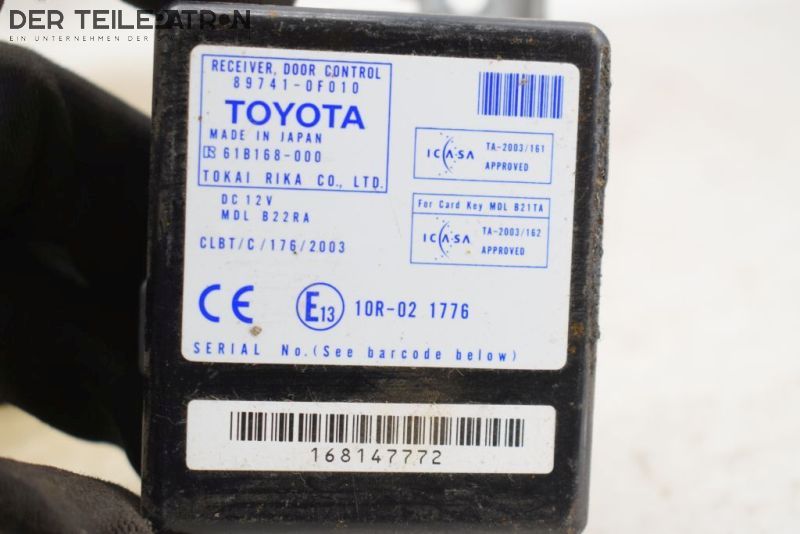 DER TEILEPATRON
EIN UNTERNEHMEN DER
RECEIVER, DOOR CONTROL
89741-0F010
TOYOTA
MADE IN JAPAN
61B168-000
TOKAI RIKA CO., LTD.
DC 12V
MDL B22RA
CLBT/C/176/2003
ICASA
TA-2003/161
APPROVED
For Card Key MDL B21TA
ICASA
TA-2003/162
APPROVED
CE
E13
10R-02 1776
SERIAL No.(See barcode below)
168147772